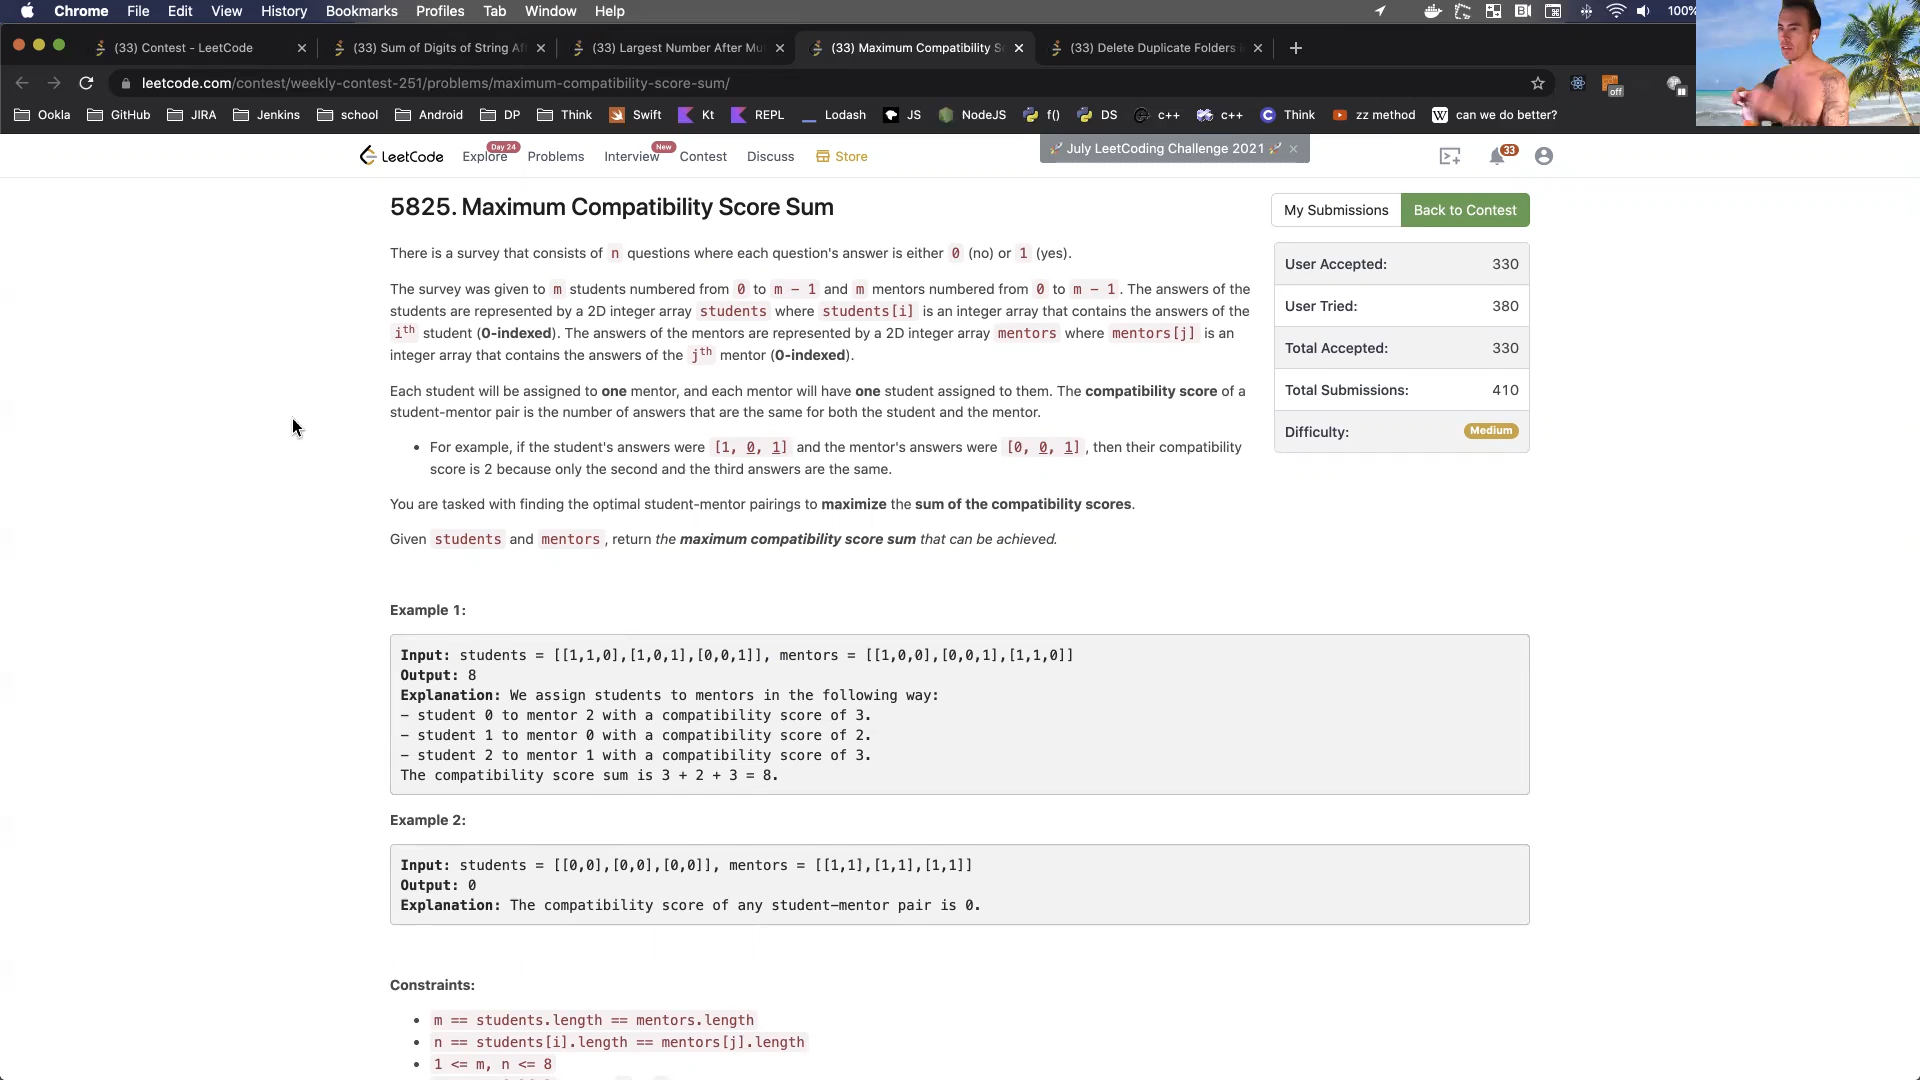 Chrome File Edit View History Bookmarks Profiles Tab Window Help 100%
(33) Contest - LeetCode (33) Sum of Digits of String Af (33) Largest Number After Mu (33) Maximum Compatibility S (33) Delete Duplicate Folders
leetcode.com/contest/weekly-contest-251/problems/maximum-compatibility-score-sum/ off
Ookla GitHub JIRA Jenkins school Android DP Think Swift Kt REPL Lodash JS NodeJS f() DS c++ c++ Think zz method can we do better?
LeetCode Explore Day 24 Problems Interview New Contest Discuss Store 🚀 July LeetCoding Challenge 2021 🚀 × 33
5825. Maximum Compatibility Score Sum
My Submissions Back to Contest
There is a survey that consists of n questions where each question's answer is either 0 (no) or 1 (yes).
The survey was given to m students numbered from 0 to m - 1 and m mentors numbered from 0 to m - 1. The answers of the
students are represented by a 2D integer array students where students[i] is an integer array that contains the answers of the
ith student (0-indexed). The answers of the mentors are represented by a 2D integer array mentors where mentors[j] is an
integer array that contains the answers of the jth mentor (0-indexed).
Each student will be assigned to one mentor, and each mentor will have one student assigned to them. The compatibility score of a
student-mentor pair is the number of answers that are the same for both the student and the mentor.
• For example, if the student's answers were [1, 0, 1] and the mentor's answers were [0, 0, 1], then their compatibility
score is 2 because only the second and the third answers are the same.
You are tasked with finding the optimal student-mentor pairings to maximize the sum of the compatibility scores.
Given students and mentors, return the maximum compatibility score sum that can be achieved.
User Accepted: 330
User Tried: 380
Total Accepted: 330
Total Submissions: 410
Difficulty: Medium
Example 1:
Input: students = [[1,1,0],[1,0,1],[0,0,1]], mentors = [[1,0,0],[0,0,1],[1,1,0]]
Output: 8
Explanation: We assign students to mentors in the following way:
- student 0 to mentor 2 with a compatibility score of 3.
- student 1 to mentor 0 with a compatibility score of 2.
- student 2 to mentor 1 with a compatibility score of 3.
The compatibility score sum is 3 + 2 + 3 = 8.
Example 2:
Input: students = [[0,0],[0,0],[0,0]], mentors = [[1,1],[1,1],[1,1]]
Output: 0
Explanation: The compatibility score of any student-mentor pair is 0.
Constraints:
• m == students.length == mentors.length
• n == students[i].length == mentors[j].length
• 1 <= m, n <= 8